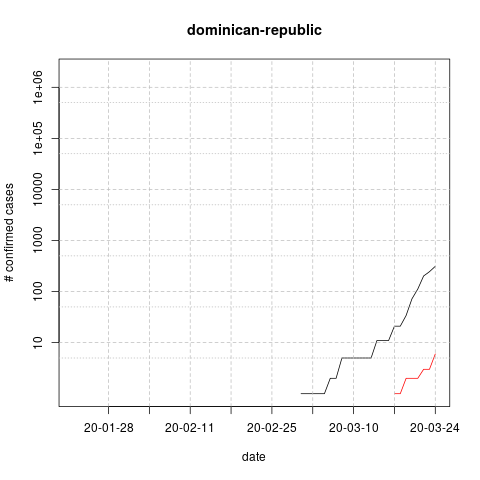 dominican-republic
1e+06
1e+05
10000
1000
100
10
# confirmed cases
20-01-28 20-02-11 20-02-25 20-03-10 20-03-24
date